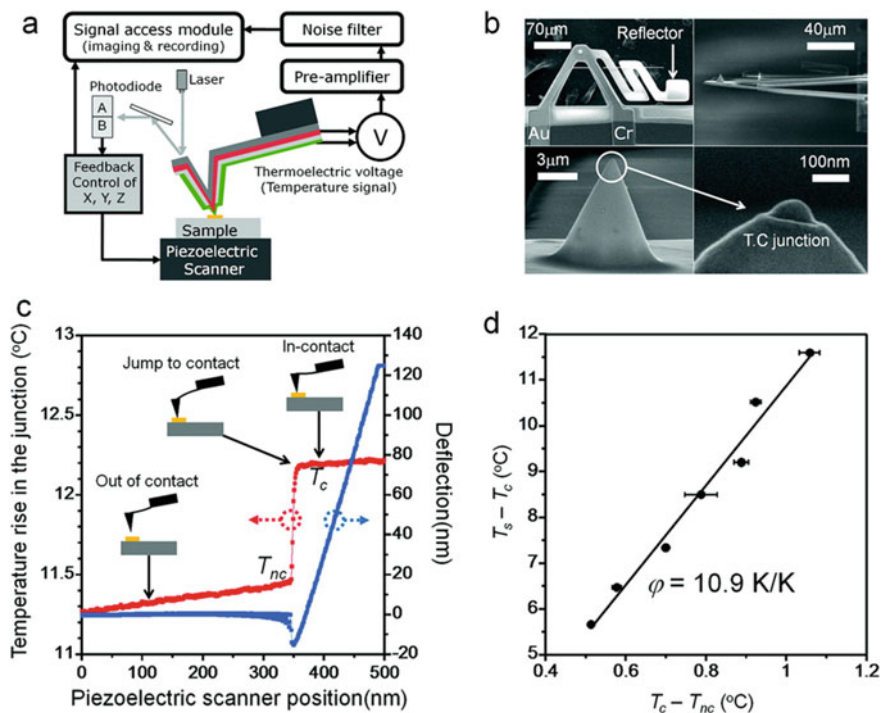 a
Signal access module
(imaging & recording)
Noise filter
Pre-amplifier
Laser
Photodiode
A
B
V
Thermoelectric voltage
(Temperature signal)
Feedback
Control of
X, Y, Z
Sample
Piezoelectric
Scanner
b
70μm
Reflector
Au
Cr
40μm
3μm
100nm
T.C junction
c
Temperature rise in the junction (°C)
13
12.5
12
11.5
11
Jump to contact
In-contact
Out of contact
Tc
Tnc
140
120
100
80
60
40
20
0
-20
Deflection(nm)
0
100
200
300
400
500
Piezoelectric scanner position(nm)
d
Ts – Tc (°C)
12
11
10
9
8
7
6
5
φ = 10.9 K/K
0.4
0.6
0.8
1
1.2
Tc – Tnc (°C)